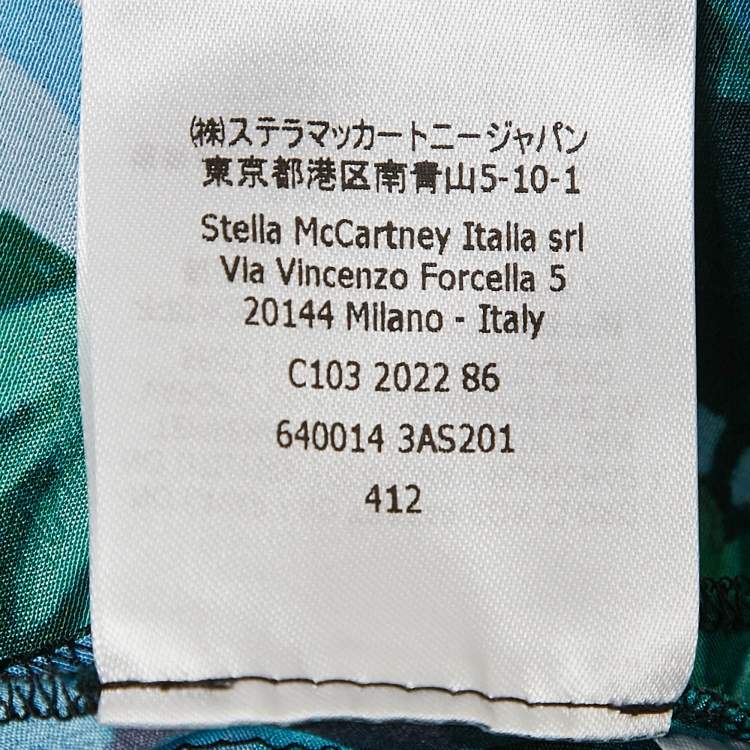 ㈱ステラマッカートニージャパン
東京都港区南青山5-10-1
Stella McCartney Italia srl
Via Vincenzo Forcella 5
20144 Milano - Italy
C103 2022 86
640014 3AS201
412